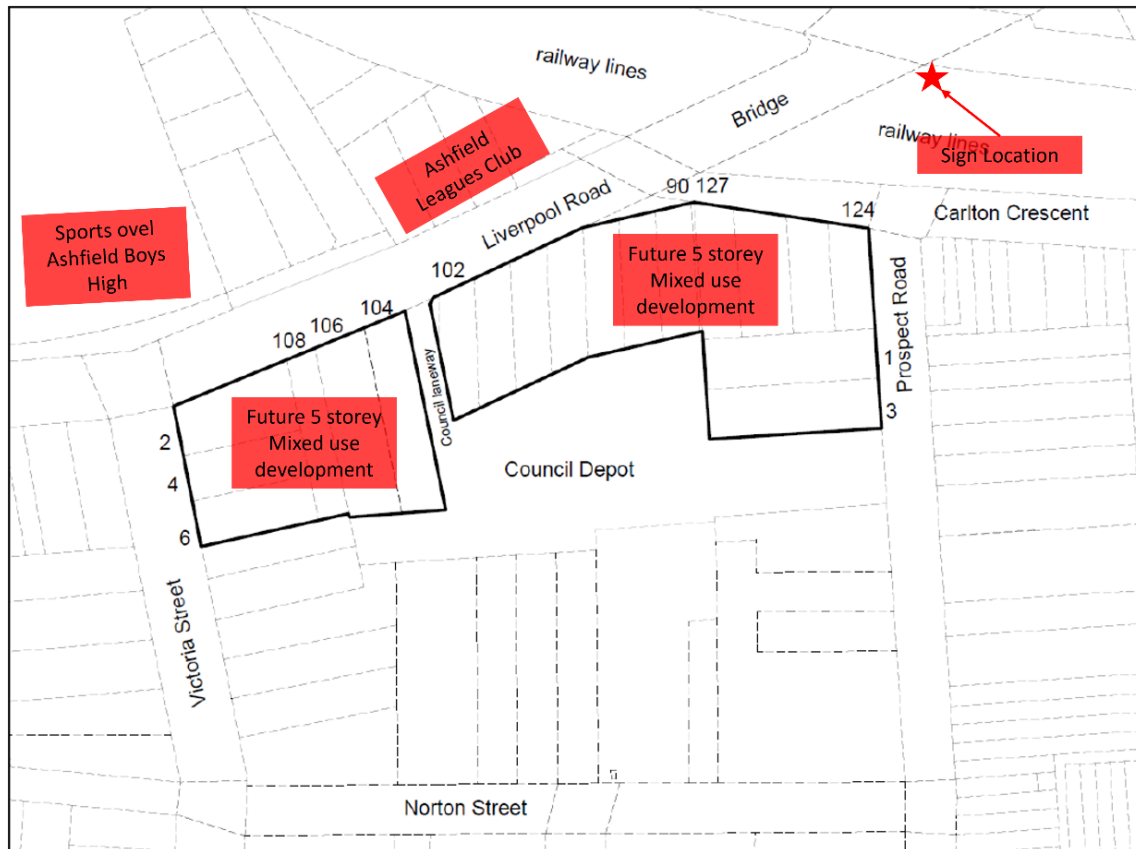 railway lines
Bridge
railway lines
Sign Location
Ashfield
Leagues Club
Liverpool Road
90 127
124
Carlton Crescent
Sports ovel
Ashfield Boys
High
102
Future 5 storey
Mixed use
development
104
106
108
Council laneway
Prospect Road
1
3
2
4
6
Future 5 storey
Mixed use
development
Council Depot
Victoria Street
Norton Street